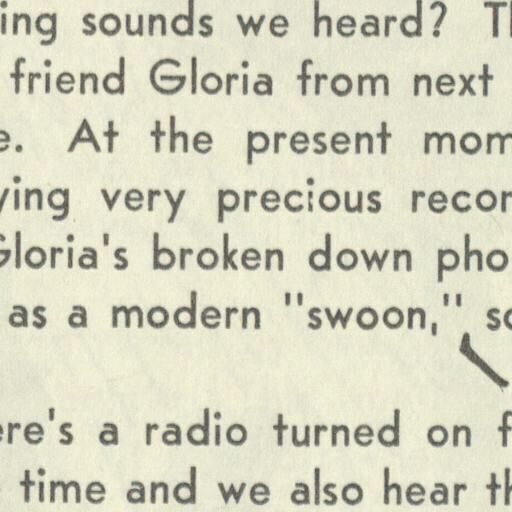 ing sounds we heard? Th
friend Gloria from next
e. At the present mom
ying very precious recor
Gloria's broken down pho
as a modern "swoon," so
ere's a radio turned on f
time and we also hear th